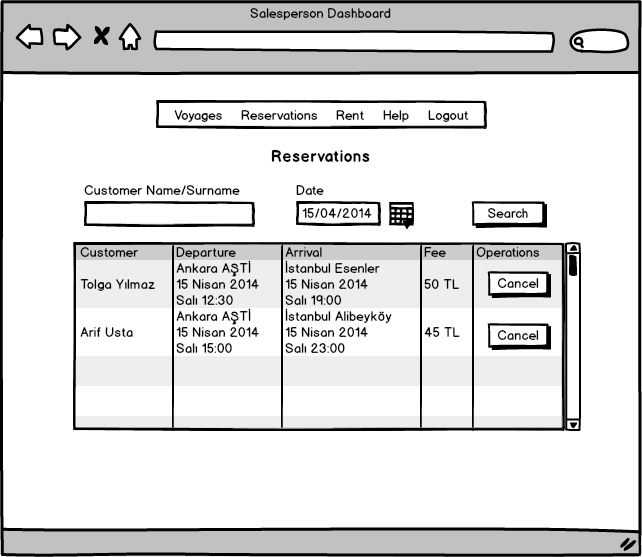 Salesperson Dashboard
Voyages Reservations Rent Help Logout
Reservations
Customer Name/Surname Date
15/04/2014 Search
Customer Departure Arrival Fee Operations
Ankara AŞTİ İstanbul Esenler
Tolga Yılmaz 15 Nisan 2014 15 Nisan 2014 50 TL Cancel
Salı 12:30 Salı 19:00
Ankara AŞTİ İstanbul Alibeyköy
Arif Usta 15 Nisan 2014 15 Nisan 2014 45 TL Cancel
Salı 15:00 Salı 23:00